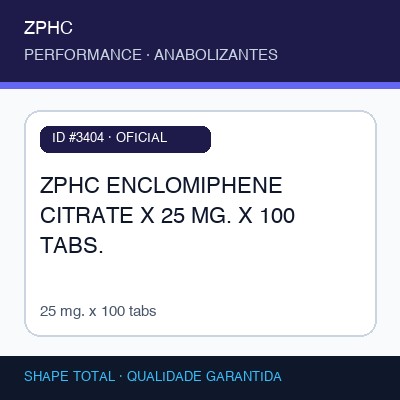 ZPHC
PERFORMANCE · ANABOLIZANTES
ID #3404 · OFICIAL
ZPHC ENCLOMIPHENE
CITRATE X 25 MG. X 100
TABS.
25 mg. x 100 tabs
SHAPE TOTAL · QUALIDADE GARANTIDA